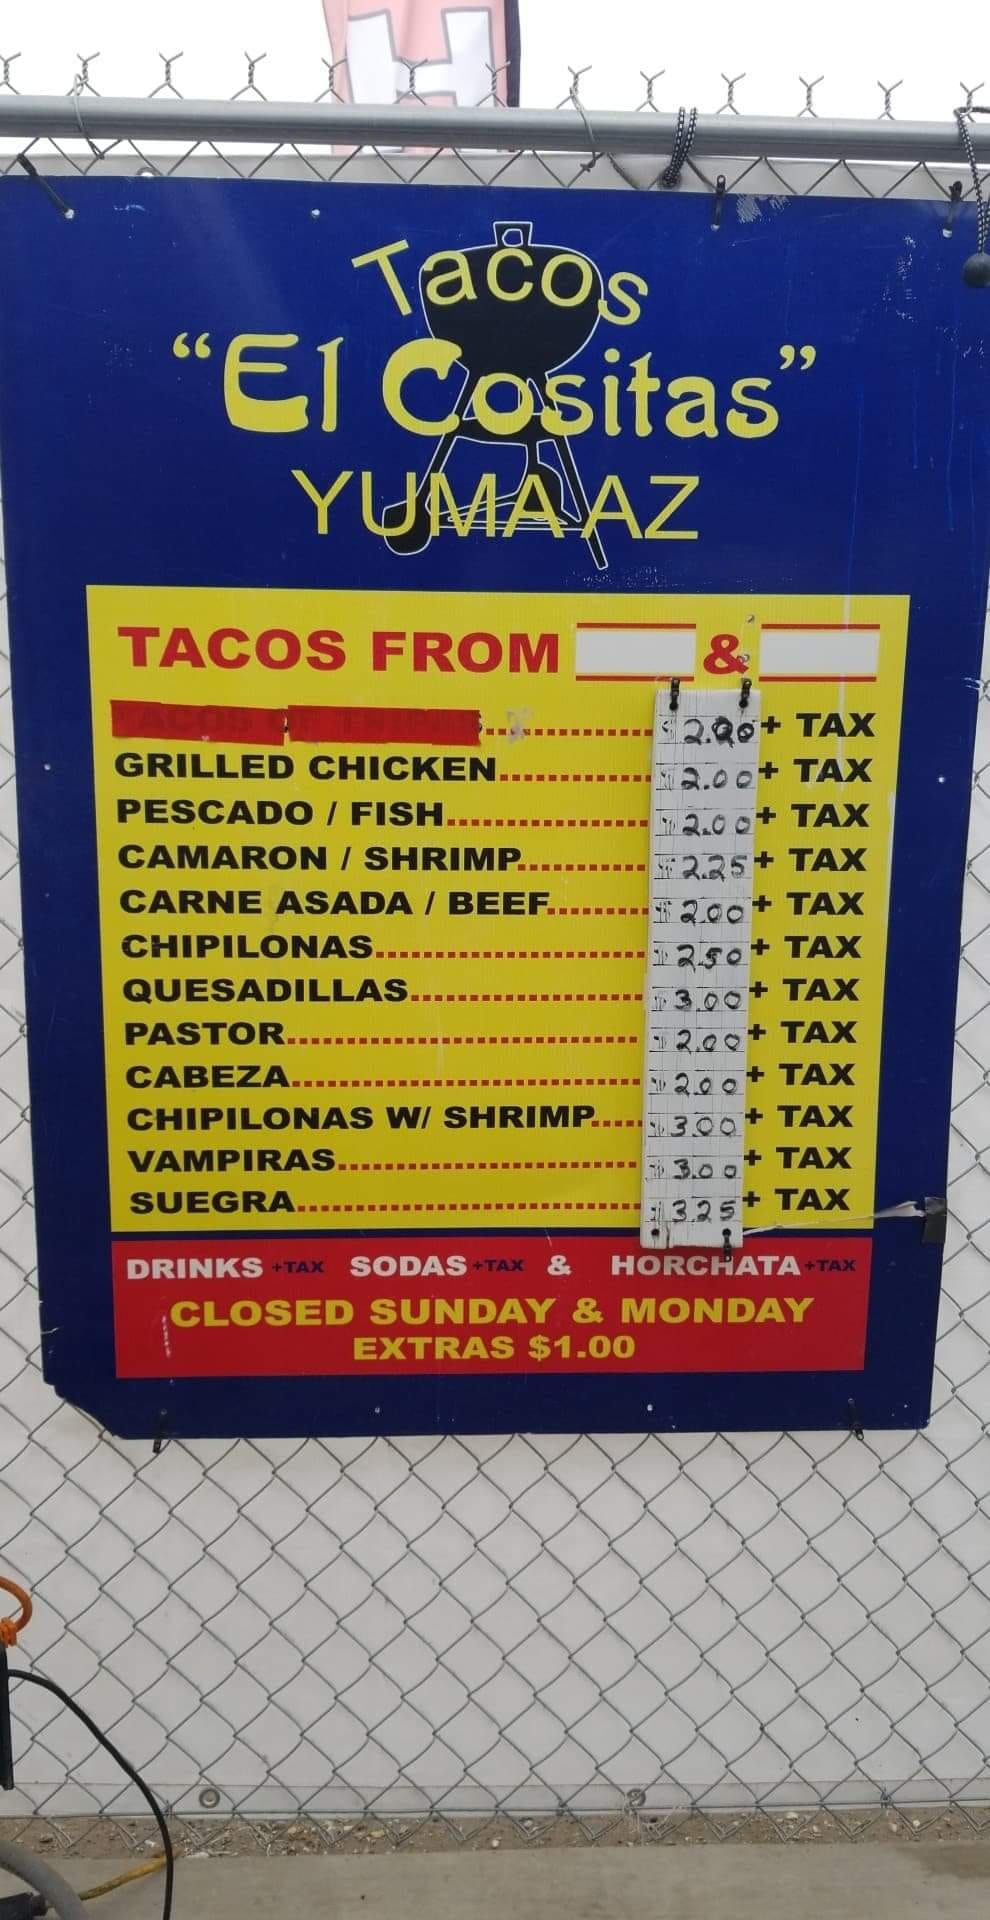 H
Tacos
"El Cositas"
YUMA AZ
TACOS FROM & 
TACOS DE TRIPAS.................... $2.00 + TAX
GRILLED CHICKEN.................... $2.00 + TAX
PESCADO / FISH.................... $2.00 + TAX
CAMARON / SHRIMP.................... $2.25 + TAX
CARNE ASADA / BEEF.................... $2.00 + TAX
CHIPILONAS.................... $2.50 + TAX
QUESADILLAS.................... $3.00 + TAX
PASTOR.................... $2.00 + TAX
CABEZA.................... $2.00 + TAX
CHIPILONAS W/ SHRIMP.... $3.00 + TAX
VAMPIRAS.................... $3.00 + TAX
SUEGRA.................... $3.25 + TAX
DRINKS +TAX SODAS +TAX & HORCHATA +TAX
CLOSED SUNDAY & MONDAY
EXTRAS $1.00